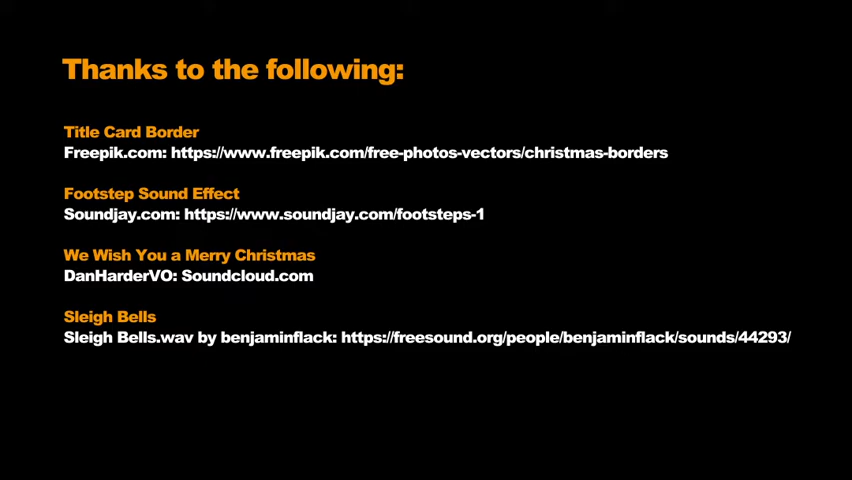 Thanks to the following:
Title Card Border
Freepik.com: https://www.freepik.com/free-photos-vectors/christmas-borders
Footstep Sound Effect
Soundjay.com: https://www.soundjay.com/footsteps-1
We Wish You a Merry Christmas
DanHarderVO: Soundcloud.com
Sleigh Bells
Sleigh Bells.wav by benjaminflack: https://freesound.org/people/benjaminflack/sounds/44293/